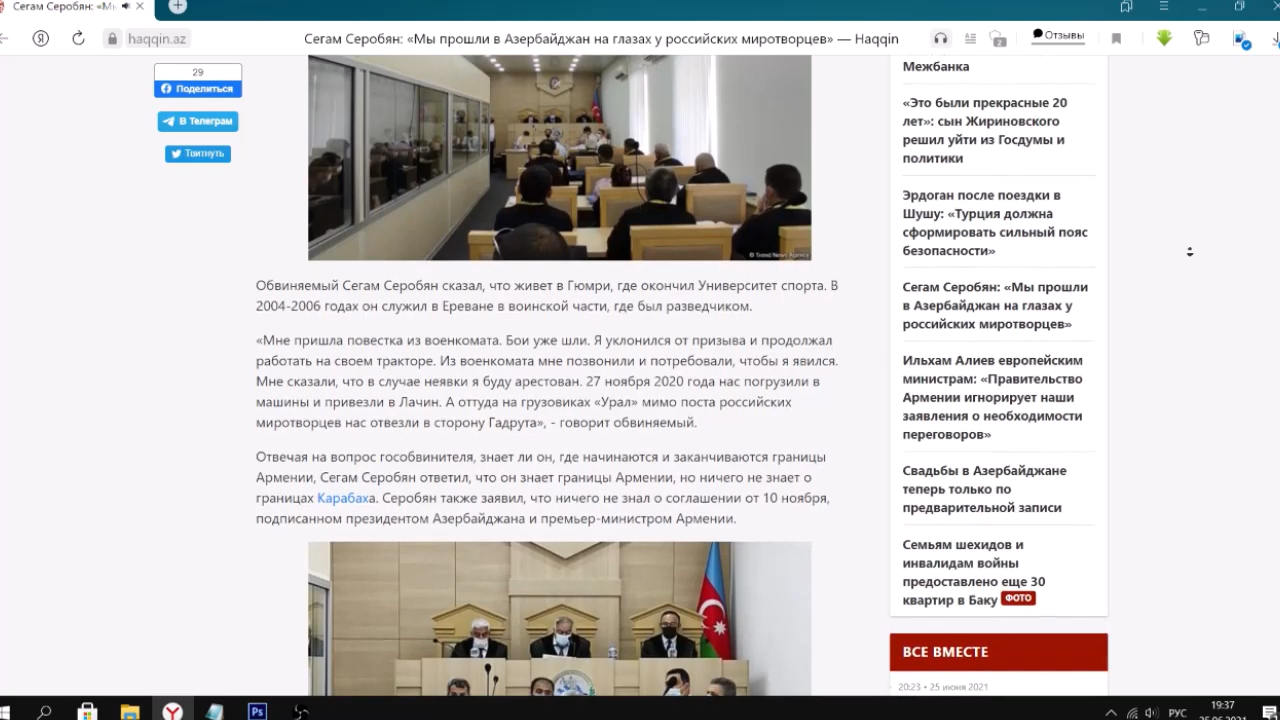 Сегам Серобян: «Мы
haqqin.az
Сегам Серобян: «Мы прошли в Азербайджан на глазах у российских миротворцев» — Haqqin
2
Отзывы
29
Поделиться
В Телеграм
Твитнуть
© Trend News Agency
Обвиняемый Сегам Серобян сказал, что живет в Гюмри, где окончил Университет спорта. В
2004-2006 годах он служил в Ереване в воинской части, где был разведчиком.
«Мне пришла повестка из военкомата. Бои уже шли. Я уклонился от призыва и продолжал
работать на своем тракторе. Из военкомата мне позвонили и потребовали, чтобы я явился.
Мне сказали, что в случае неявки я буду арестован. 27 ноября 2020 года нас погрузили в
машины и привезли в Лачин. А оттуда на грузовиках «Урал» мимо поста российских
миротворцев нас отвезли в сторону Гадрута», - говорит обвиняемый.
Отвечая на вопрос гособвинителя, знает ли он, где начинаются и заканчиваются границы
Армении, Сегам Серобян ответил, что он знает границы Армении, но ничего не знает о
границах Карабаха. Серобян также заявил, что ничего не знал о соглашении от 10 ноября,
подписанном президентом Азербайджана и премьер-министром Армении.
Межбанка
«Это были прекрасные 20
лет»: сын Жириновского
решил уйти из Госдумы и
политики
Эрдоган после поездки в
Шушу: «Турция должна
сформировать сильный пояс
безопасности»
Сегам Серобян: «Мы прошли
в Азербайджан на глазах у
российских миротворцев»
Ильхам Алиев европейским
министрам: «Правительство
Армении игнорирует наши
заявления о необходимости
переговоров»
Свадьбы в Азербайджане
теперь только по
предварительной записи
Семьям шехидов и
инвалидам войны
предоставлено еще 30
квартир в Баку ФОТО
ВСЕ ВМЕСТЕ
20:23 • 25 июня 2021
Ps
РУС
19:37
25.06.2021